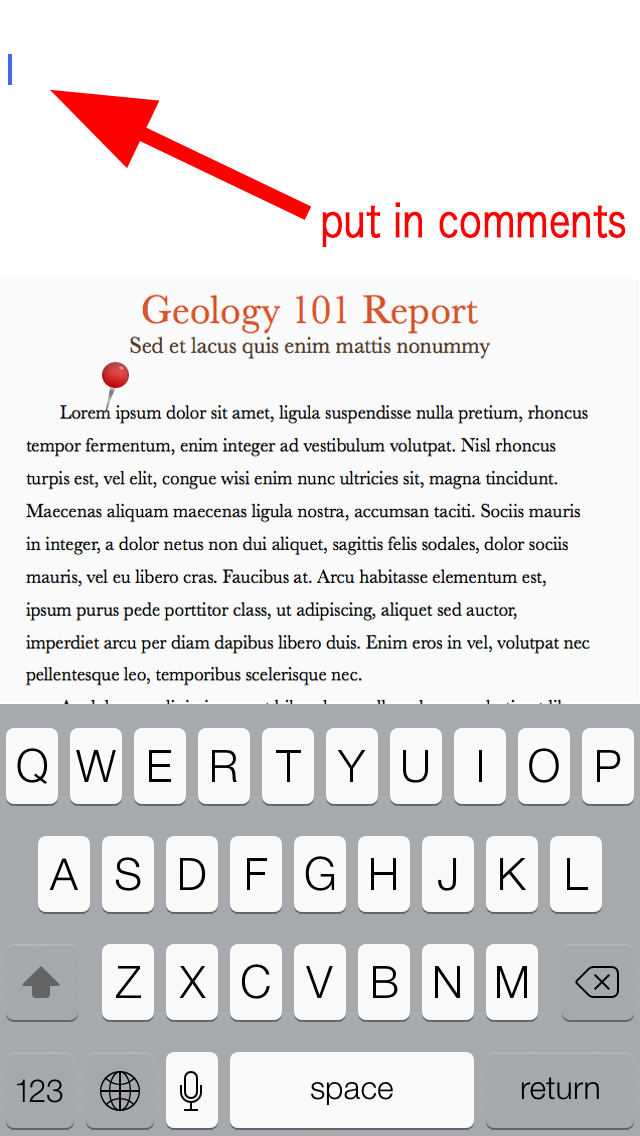 put in comments
Geology 101 Report
Sed et lacus quis enim mattis nonummy
Lorem ipsum dolor sit amet, ligula suspendisse nulla pretium, rhoncus
tempor fermentum, enim integer ad vestibulum volutpat. Nisl rhoncus
turpis est, vel elit, congue wisi enim nunc ultricies sit, magna tincidunt.
Maecenas aliquam maecenas ligula nostra, accumsan taciti. Sociis mauris
in integer, a dolor netus non dui aliquet, sagittis felis sodales, dolor sociis
mauris, vel eu libero cras. Faucibus at. Arcu habitasse elementum est,
ipsum purus pede porttitor class, ut adipiscing, aliquet sed auctor,
imperdiet arcu per diam dapibus libero duis. Enim eros in vel, volutpat nec
pellentesque leo, temporibus scelerisque nec.
Q W E R T Y U I O P
A S D F G H J K L
Z X C V B N M
123 space return